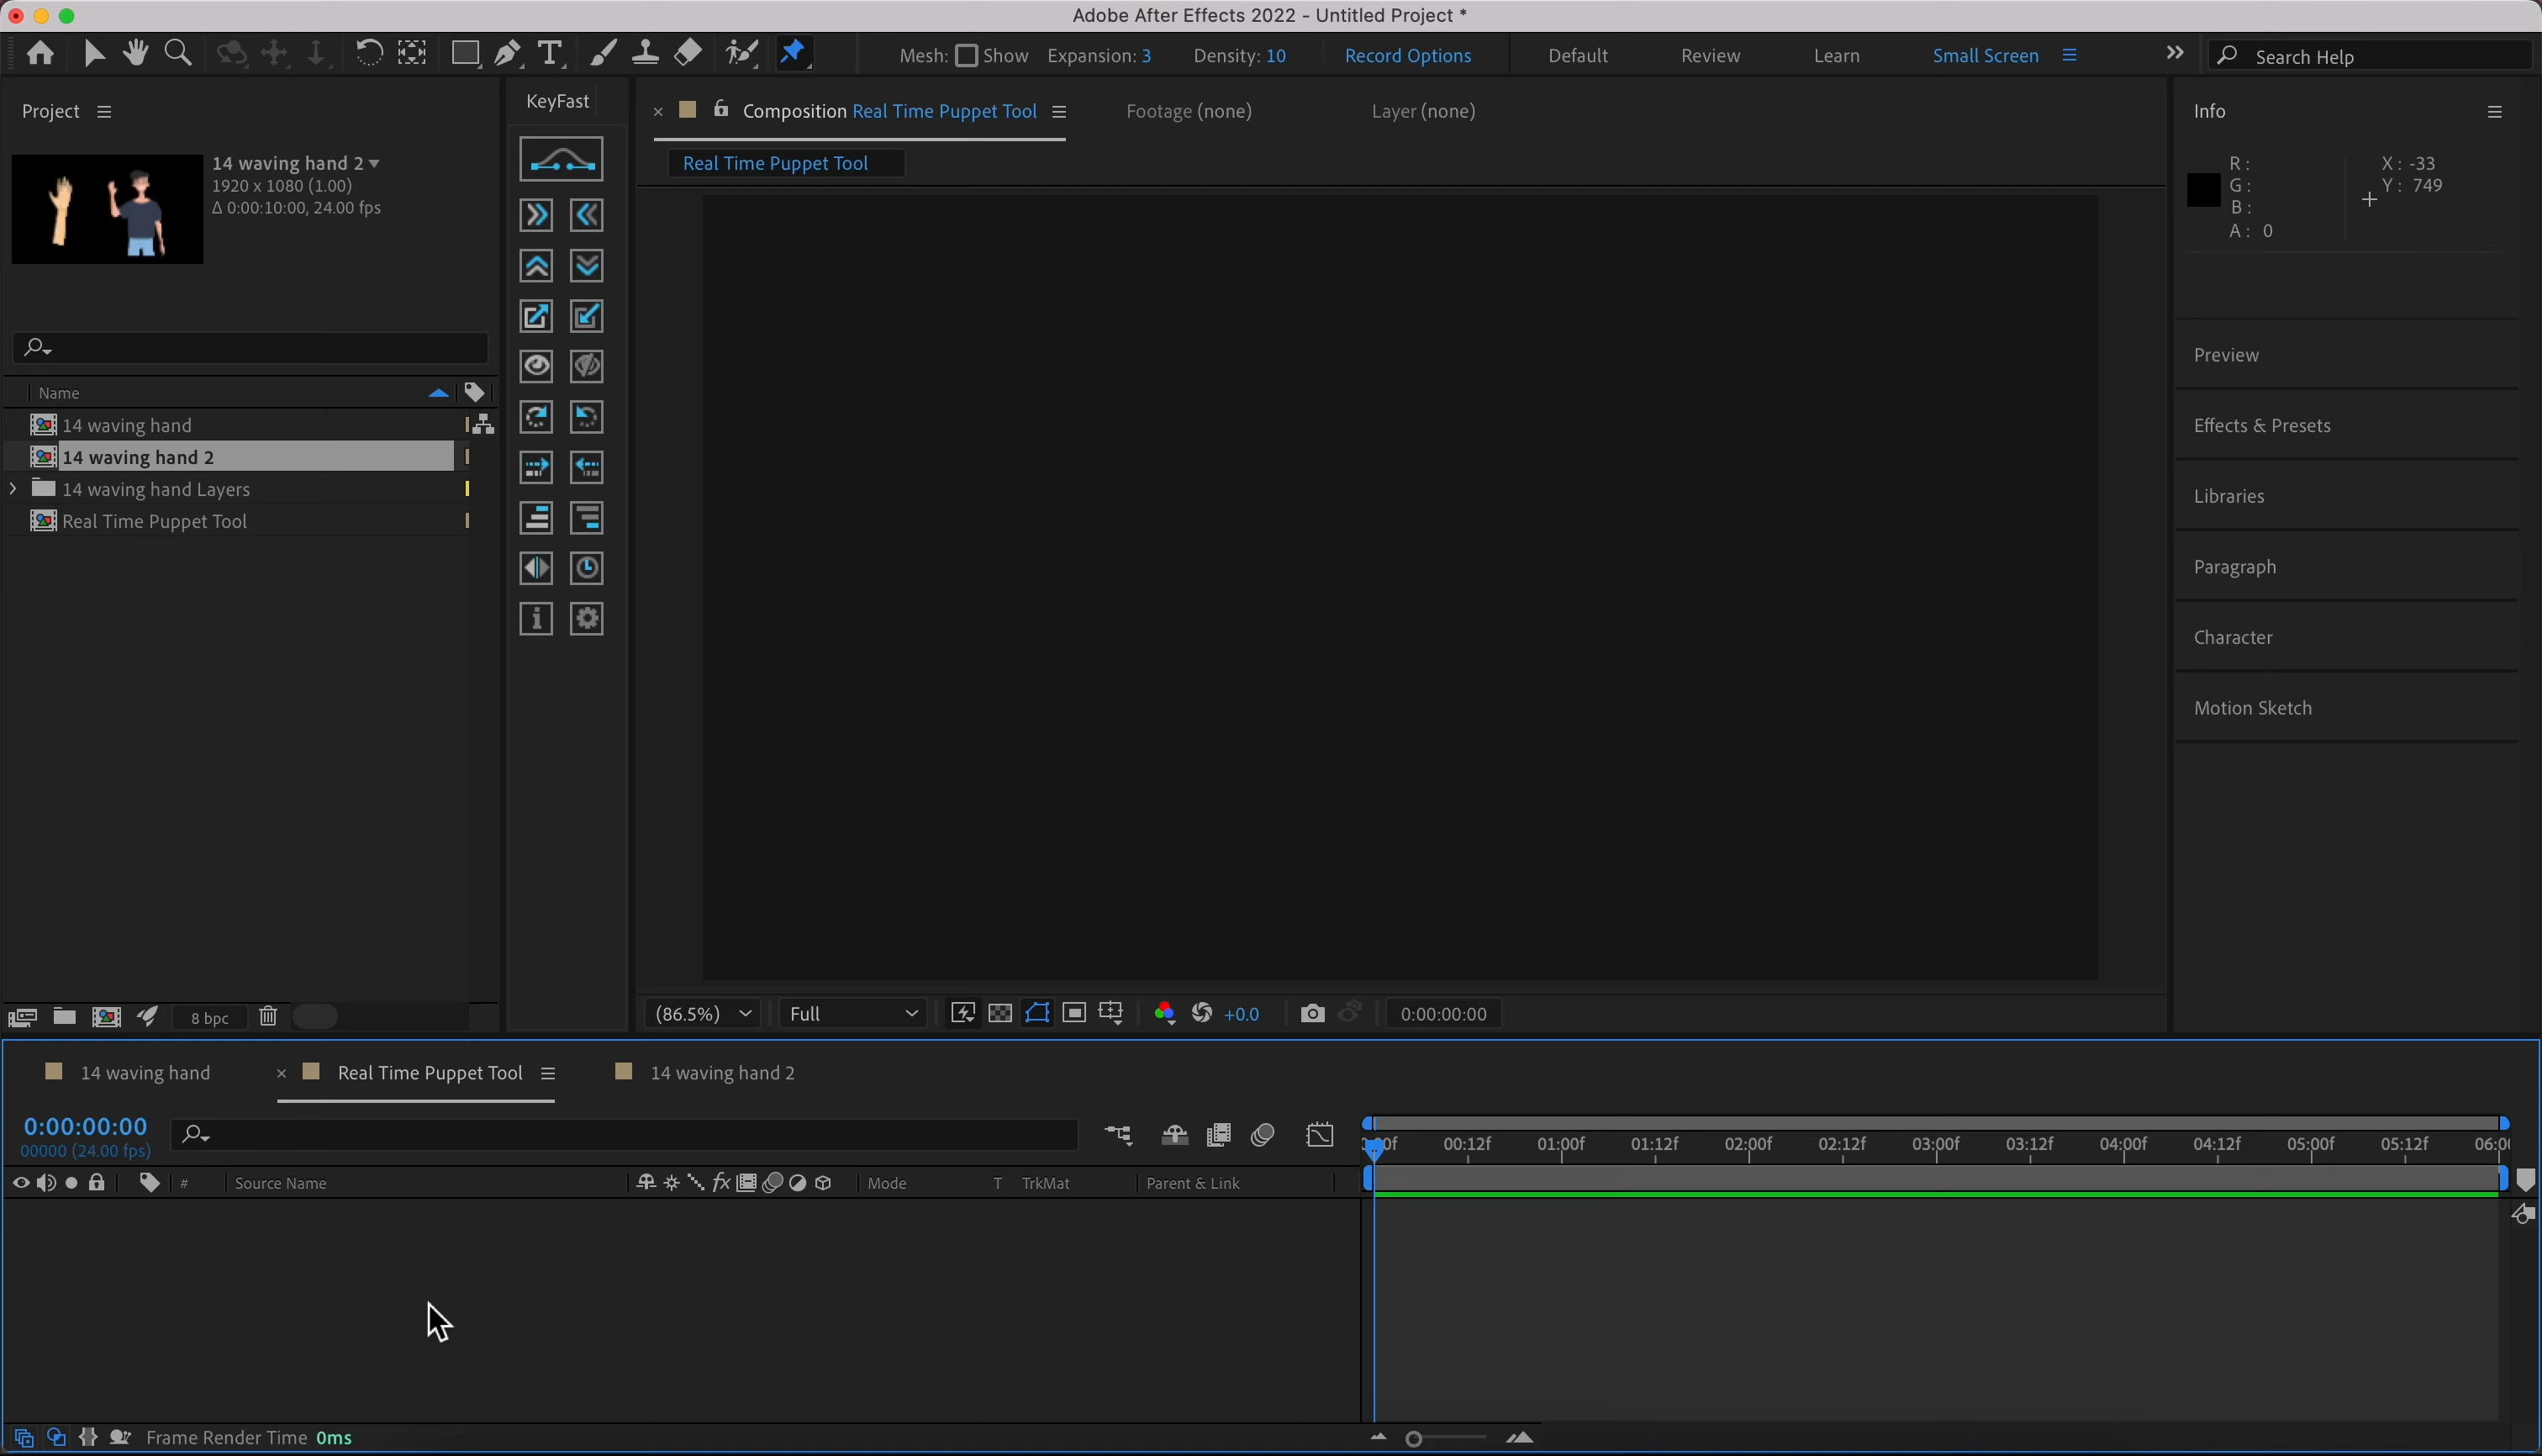 Adobe After Effects 2022 - Untitled Project *
Mesh: Show Expansion: 3 Density: 10 Record Options Default Review Learn Small Screen Search Help
Project
14 waving hand 2
1920 x 1080 (1.00)
Δ 0:00:10:00, 24.00 fps
Name
14 waving hand
14 waving hand 2
14 waving hand Layers
Real Time Puppet Tool
8 bpc
KeyFast
Composition Real Time Puppet Tool Footage (none) Layer (none)
Real Time Puppet Tool
(86.5%) Full +0.0 0:00:00:00
Info
R:
G:
B:
A: 0
X: -33
Y: 749
Preview
Effects & Presets
Libraries
Paragraph
Character
Motion Sketch
14 waving hand Real Time Puppet Tool 14 waving hand 2
0:00:00:00
00000 (24.00 fps)
00:12f 01:00f 01:12f 02:00f 02:12f 03:00f 03:12f 04:00f 04:12f 05:00f 05:12f
# Source Name fx Mode T TrkMat Parent & Link
Frame Render Time 0ms